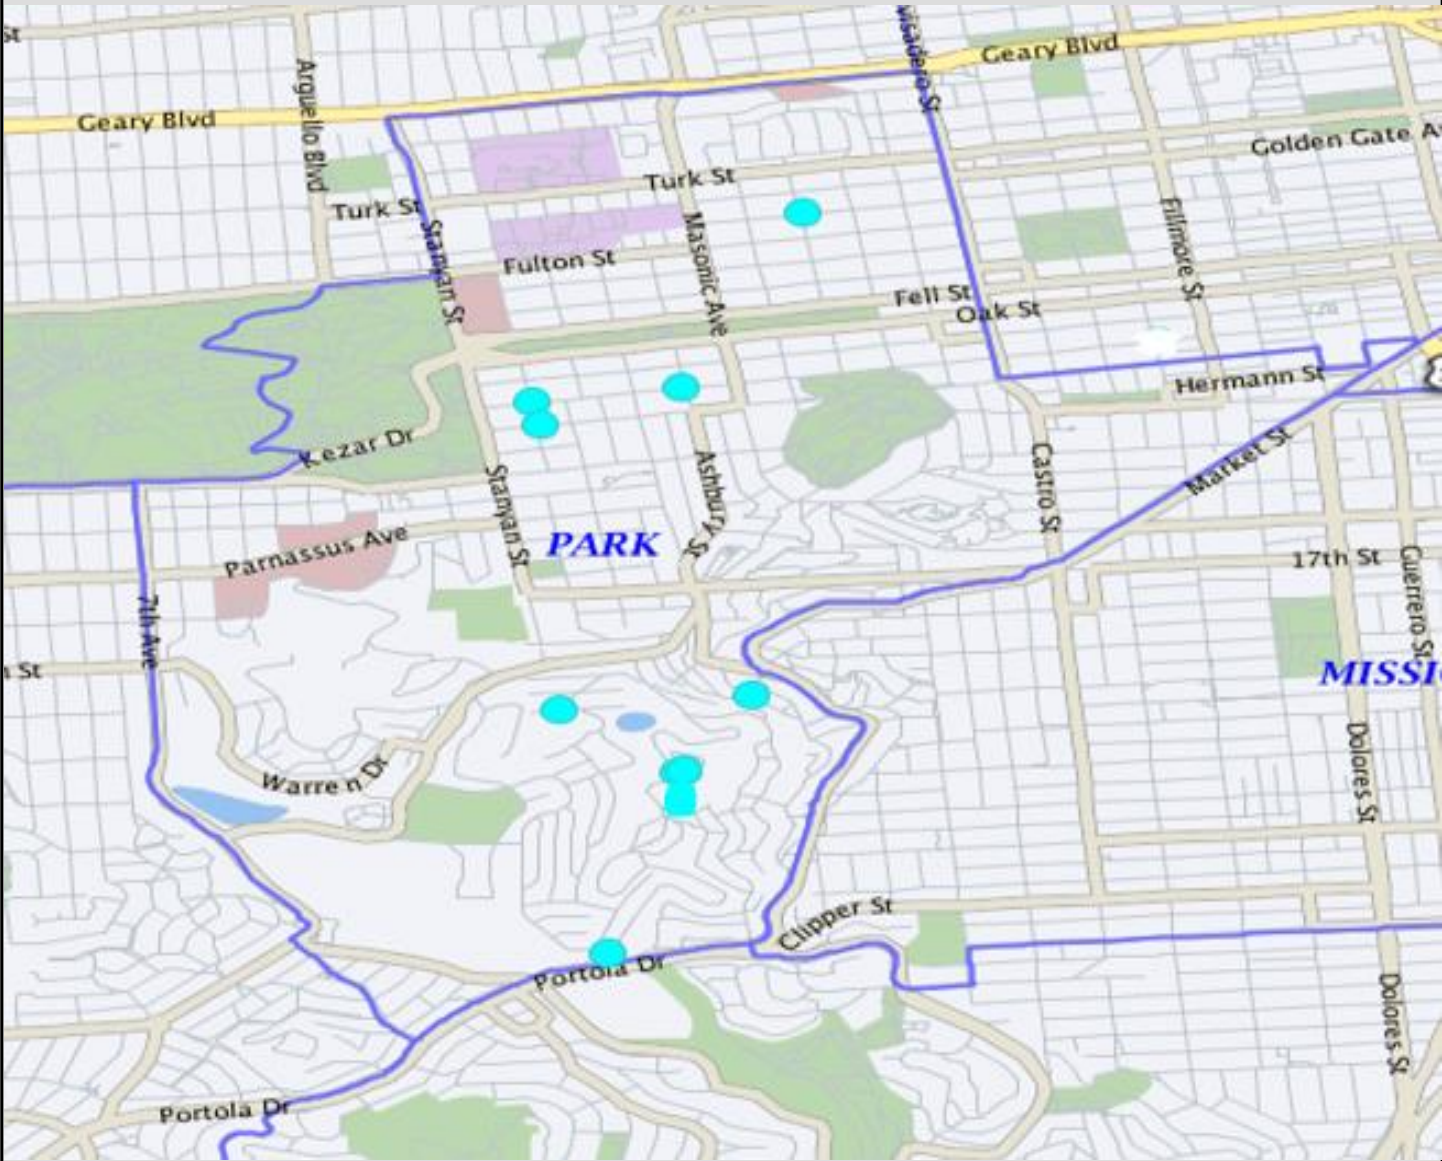 St
Geary Blvd
Geary Blvd
Arguello Blvd
Golden Gate
Turk St
Turk St
Stanyan St
Masonic Ave
Fillmore St
Fulton St
Fell St
Oak St
Hermann St
Kezar Dr
Market St
Castro St
Stanyan St
Ashbury St
PARK
Parnassus Ave
17th St
Guerrero St
7th Ave
St
MISSI
Warren Dr
Dolores St
Clipper St
Portola Dr
Dolores St
Portola Dr